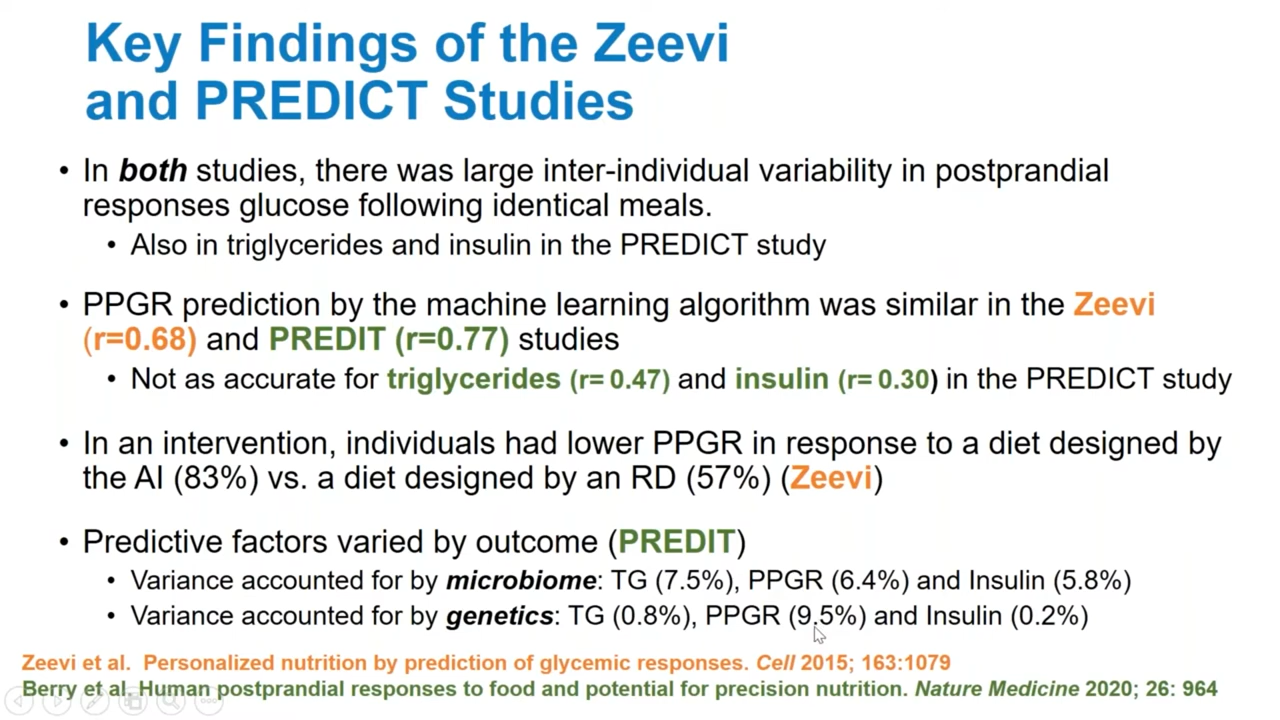 Key Findings of the Zeevi
and PREDICT Studies
• In both studies, there was large inter-individual variability in postprandial
responses glucose following identical meals.
• Also in triglycerides and insulin in the PREDICT study
• PPGR prediction by the machine learning algorithm was similar in the Zeevi
(r=0.68) and PREDIT (r=0.77) studies
• Not as accurate for triglycerides (r= 0.47) and insulin (r= 0.30) in the PREDICT study
• In an intervention, individuals had lower PPGR in response to a diet designed by
the AI (83%) vs. a diet designed by an RD (57%) (Zeevi)
• Predictive factors varied by outcome (PREDIT)
• Variance accounted for by microbiome: TG (7.5%), PPGR (6.4%) and Insulin (5.8%)
• Variance accounted for by genetics: TG (0.8%), PPGR (9.5%) and Insulin (0.2%)
Zeevi et al. Personalized nutrition by prediction of glycemic responses. Cell 2015; 163:1079
Berry et al. Human postprandial responses to food and potential for precision nutrition. Nature Medicine 2020; 26: 964